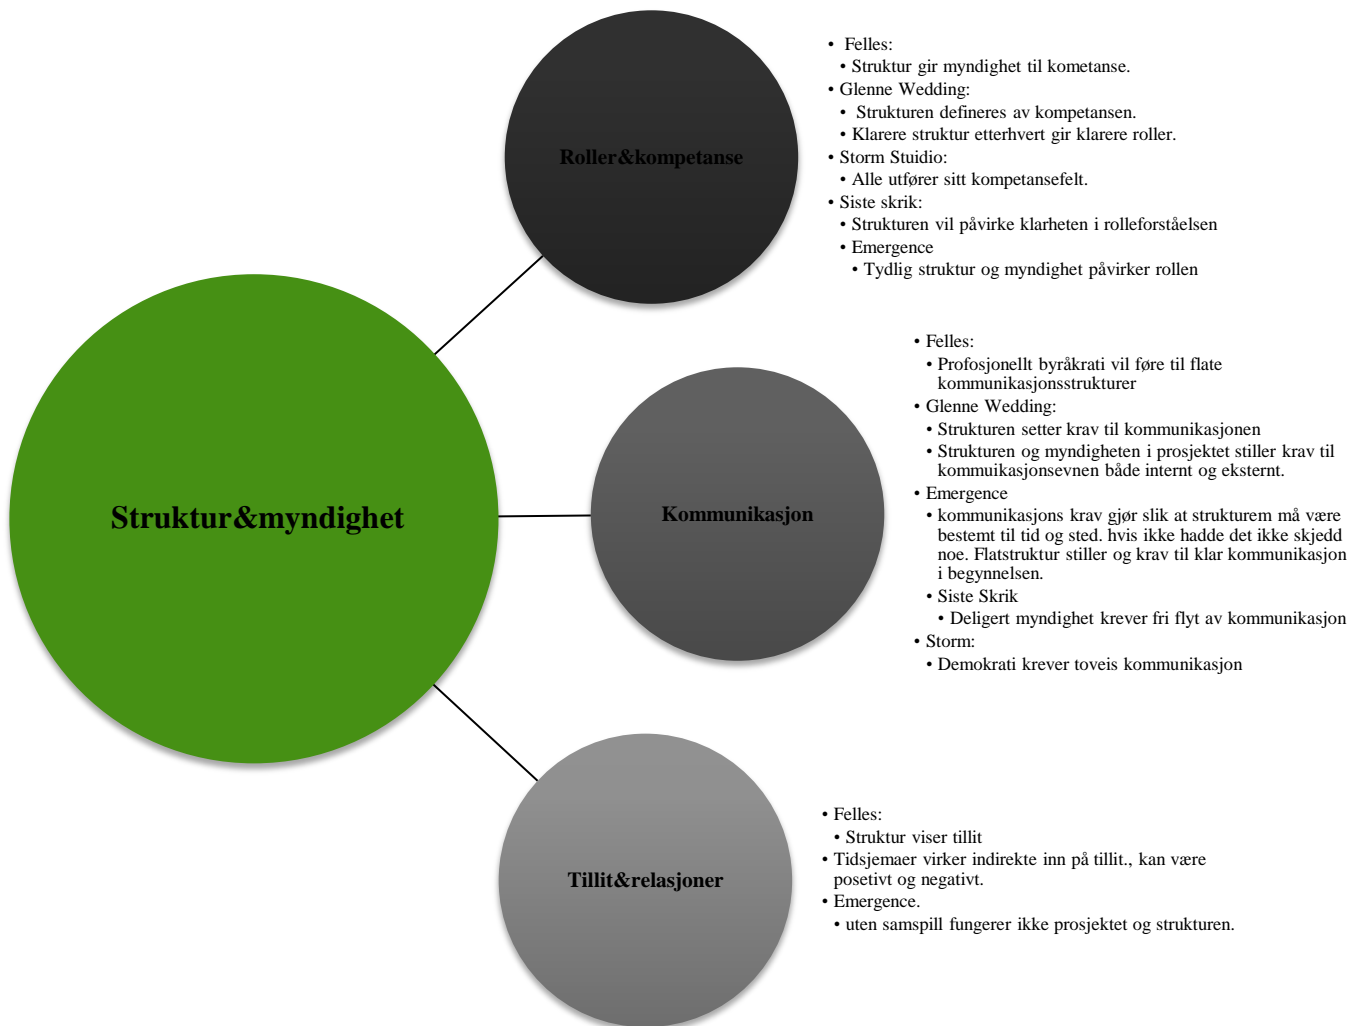 Struktur&myndighet
Roller&kompetanse
• Felles:
• Struktur gir myndighet til kometanse.
• Glenne Wedding:
• Strukturen defineres av kompetansen.
• Klarere struktur etterhvert gir klarere roller.
• Storm Stuidio:
• Alle utfører sitt kompetansefelt.
• Siste skrik:
• Strukturen vil påvirke klarheten i rolleforståelsen
• Emergence
• Tydlig struktur og myndighet påvirker rollen
Kommunikasjon
• Felles:
• Profosjonellt byråkrati vil føre til flate
kommunikasjonsstrukturer
• Glenne Wedding:
• Strukturen setter krav til kommunikasjonen
• Strukturen og myndigheten i prosjektet stiller krav til
kommuikasjonsevnen både internt og eksternt.
• Emergence
• kommunikasjons krav gjør slik at strukturem må være
bestemt til tid og sted. hvis ikke hadde det ikke skjedd
noe. Flatstruktur stiller og krav til klar kommunikasjon
i begynnelsen.
• Siste Skrik
• Deligert myndighet krever fri flyt av kommunikasjon
• Storm:
• Demokrati krever toveis kommunikasjon
Tillit&relasjoner
• Felles:
• Struktur viser tillit
• Tidsjemaer virker indirekte inn på tillit., kan være
posetivt og negativt.
• Emergence.
• uten samspill fungerer ikke prosjektet og strukturen.